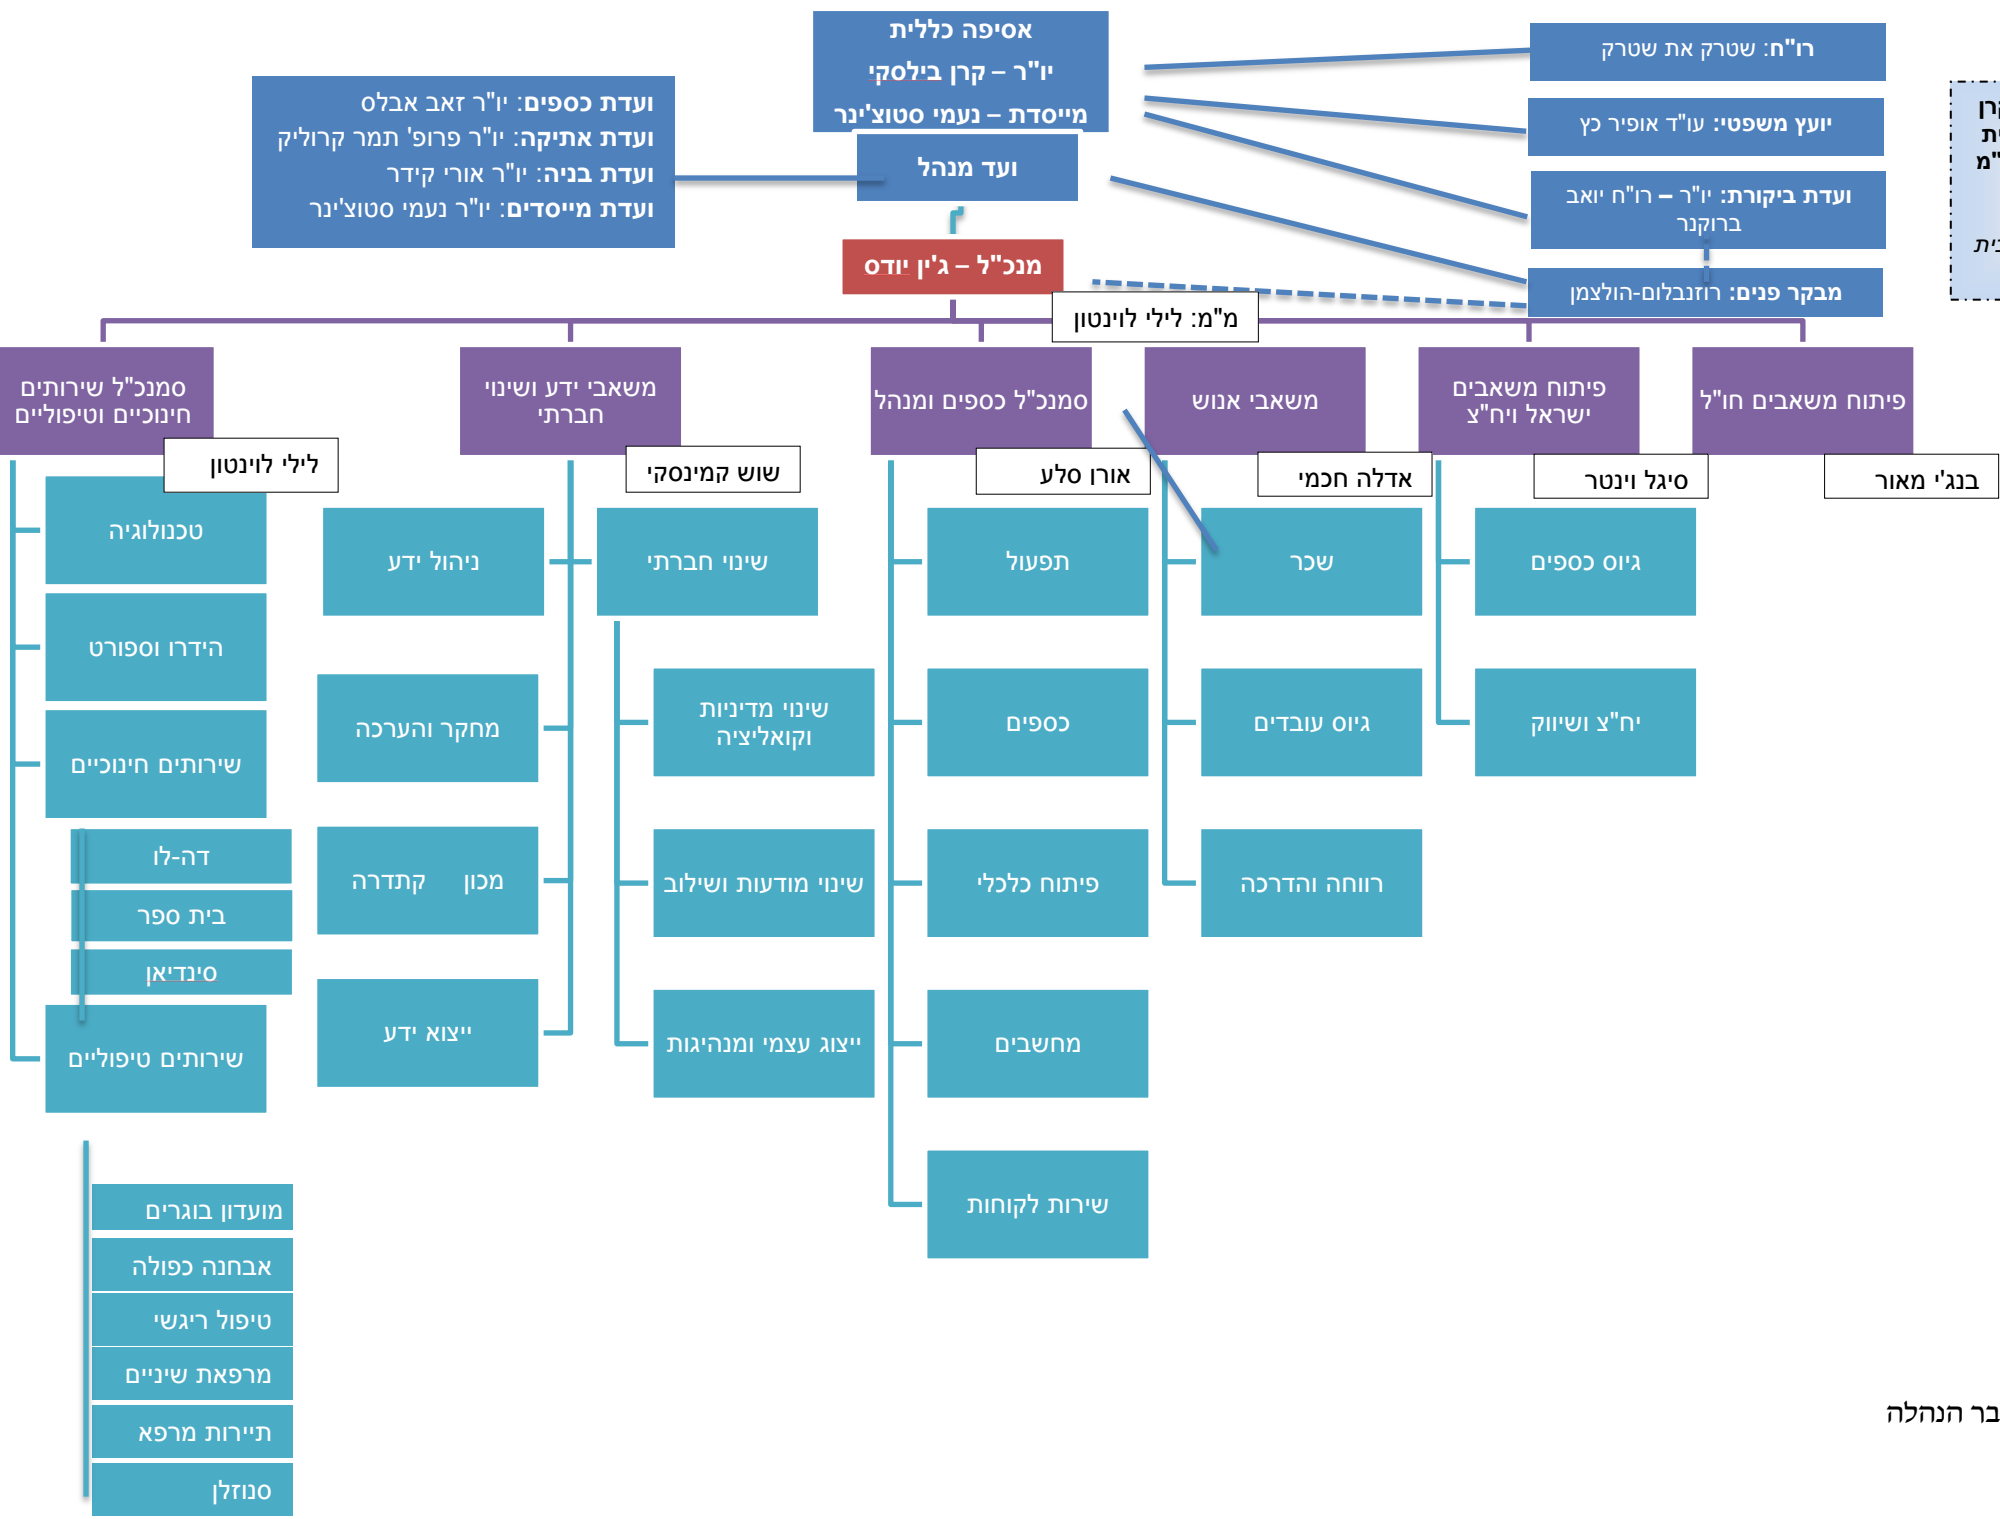 אסיפה כללית
יו"ר – קרן בילסקי
מייסדת – נעמי סטוצ'ינר
ועד מנהל
רו"ח: שטרק את שטרק
יועץ משפטי: עו"ד אופיר כץ
ועדת ביקורת: יו"ר – רו"ח יואב
ברוקנר
מבקר פנים: רוזנבלום-הולצמן
ועדת כספים: יו"ר זאב אבלס
ועדת אתיקה: יו"ר פרופ' תמר קרוליק
ועדת בניה: יו"ר אורי קידר
ועדת מייסדים: יו"ר נעמי סטוצ'ינר
מנכ"ל – ג'ין יודס
מ"מ: לילי לוינטון
פיתוח משאבים חו"ל
בנג'י מאור
פיתוח משאבים
ישראל ויח"צ
סיגל וינטר
גיוס כספים
יח"צ ושיווק
משאבי אנוש
אדלה חכמי
שכר
גיוס עובדים
רווחה והדרכה
סמנכ"ל כספים ומנהל
אורן סלע
תפעול
כספים
פיתוח כלכלי
מחשבים
שירות לקוחות
משאבי ידע ושינוי
חברתי
שוש קמינסקי
שינוי חברתי
שינוי מדיניות
וקואליציה
שינוי מודעות ושילוב
ייצוג עצמי ומנהיגות
ניהול ידע
מחקר והערכה
מכון קתדרה
ייצוא ידע
סמנכ"ל שירותים
חינוכיים וטיפוליים
לילי לוינטון
טכנולוגיה
הידרו וספורט
שירותים חינוכיים
דה-לו
בית ספר
סינדיאן
שירותים טיפוליים
מועדון בוגרים
אבחנה כפולה
טיפול ריגשי
מרפאת שיניים
תיירות מרפא
סנוזלן
בר הנהלה